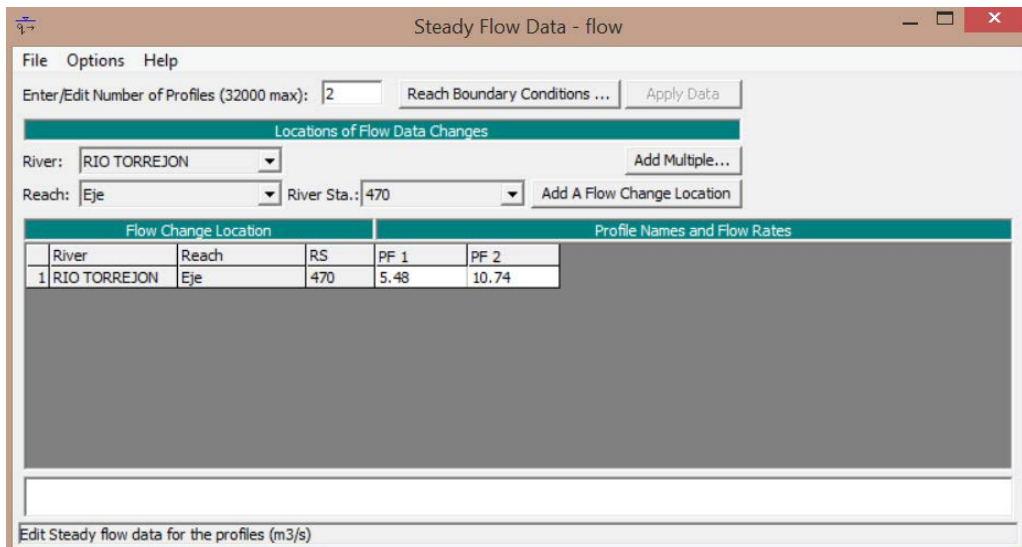 Steady Flow Data - flow
File Options Help
Enter/Edit Number of Profiles (32000 max): 2 Reach Boundary Conditions ... Apply Data
Locations of Flow Data Changes
River: RIO TORREJON Add Multiple...
Reach: Eje River Sta.: 470 Add A Flow Change Location
Flow Change Location Profile Names and Flow Rates
River Reach RS PF 1 PF 2
1 RIO TORREJON Eje 470 5.48 10.74
Edit Steady flow data for the profiles (m3/s)